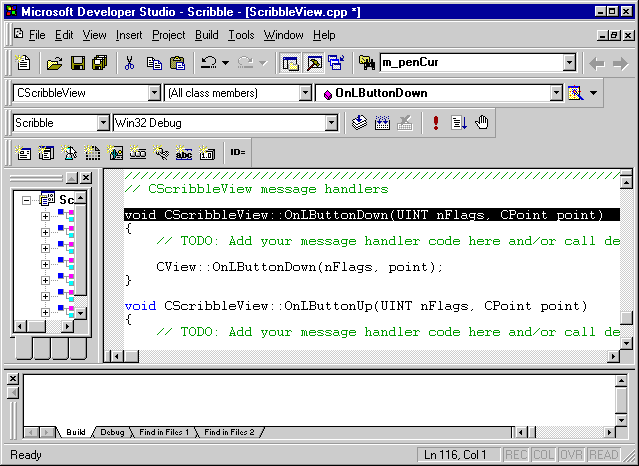 Microsoft Developer Studio - Scribble - [ScribbleView.cpp *]
File Edit View Insert Project Build Tools Window Help
m_penCur
CScribbleView (All class members) OnLButtonDown
Scribble Win32 Debug
ID=
Sc
// CScribbleView message handlers
void CScribbleView::OnLButtonDown(UINT nFlags, CPoint point)
{
// TODO: Add your message handler code here and/or call de
CView::OnLButtonDown(nFlags, point);
}
void CScribbleView::OnLButtonUp(UINT nFlags, CPoint point)
{
// TODO: Add your message handler code here and/or call de
Build Debug Find in Files 1 Find in Files 2
Ready Ln 116, Col 1 REC COL OVR READ